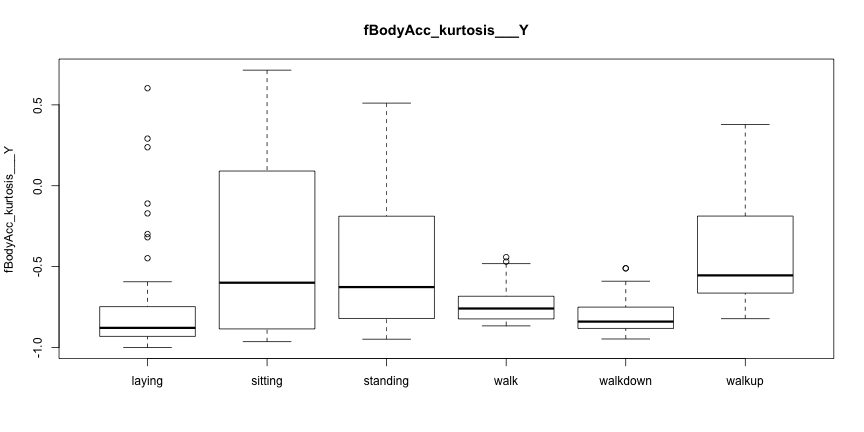 fBodyAcc_kurtosis___Y
fBodyAcc_kurtosis___Y
0.5
0.0
-0.5
-1.0
laying sitting standing walk walkdown walkup